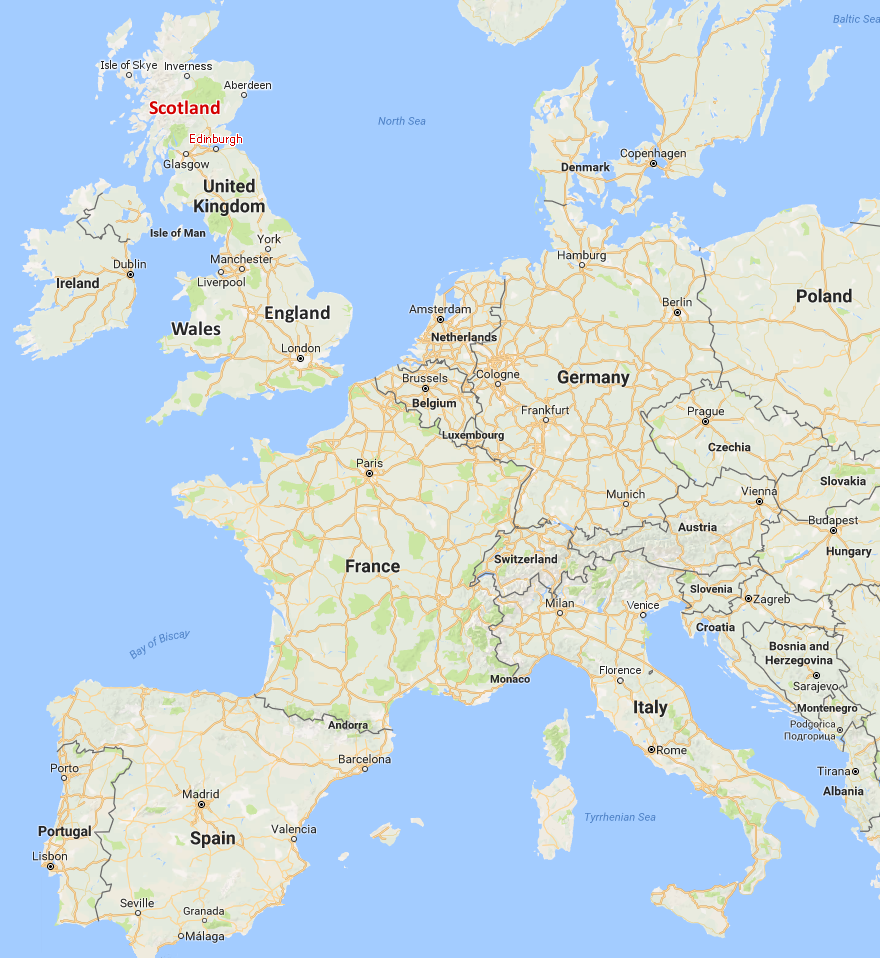 Baltic Sea
Isle of Skye
Inverness
Aberdeen
Scotland
North Sea
Edinburgh
Glasgow
Copenhagen
Denmark
United
Kingdom
Isle of Man
York
Manchester
Liverpool
Dublin
Ireland
Hamburg
England
Wales
London
Amsterdam
Netherlands
Berlin
Poland
Brussels
Belgium
Cologne
Germany
Frankfurt
Luxembourg
Prague
Czechia
Paris
Munich
Vienna
Slovakia
Austria
Budapest
Hungary
France
Switzerland
Milan
Venice
Slovenia
Zagreb
Croatia
Bay of Biscay
Bosnia and
Herzegovina
Sarajevo
Monaco
Florence
Italy
Montenegro
Podgorica
Подгорица
Andorra
Rome
Tirana
Albania
Barcelona
Porto
Madrid
Tyrrhenian Sea
Portugal
Spain
Valencia
Lisbon
Seville
Granada
Málaga